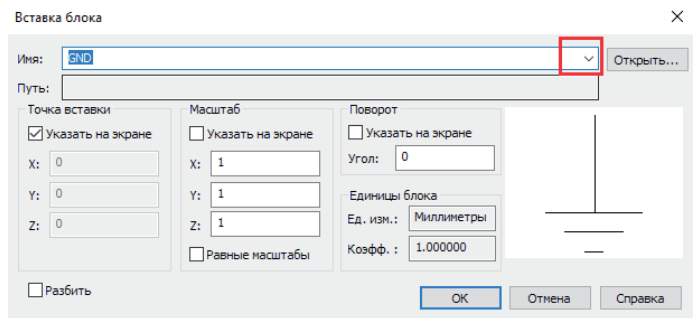 Вставка блока
Имя: GND Открыть...
Путь:
Точка вставки Масштаб Поворот
Указать на экране Указать на экране Указать на экране
X: 0 X: 1 Угол: 0
Y: 0 Y: 1 Единицы блока
Z: 0 Z: 1 Ед. изм.: Миллиметры
Равные масштабы Коэфф. : 1.000000
Разбить OK Отмена Справка